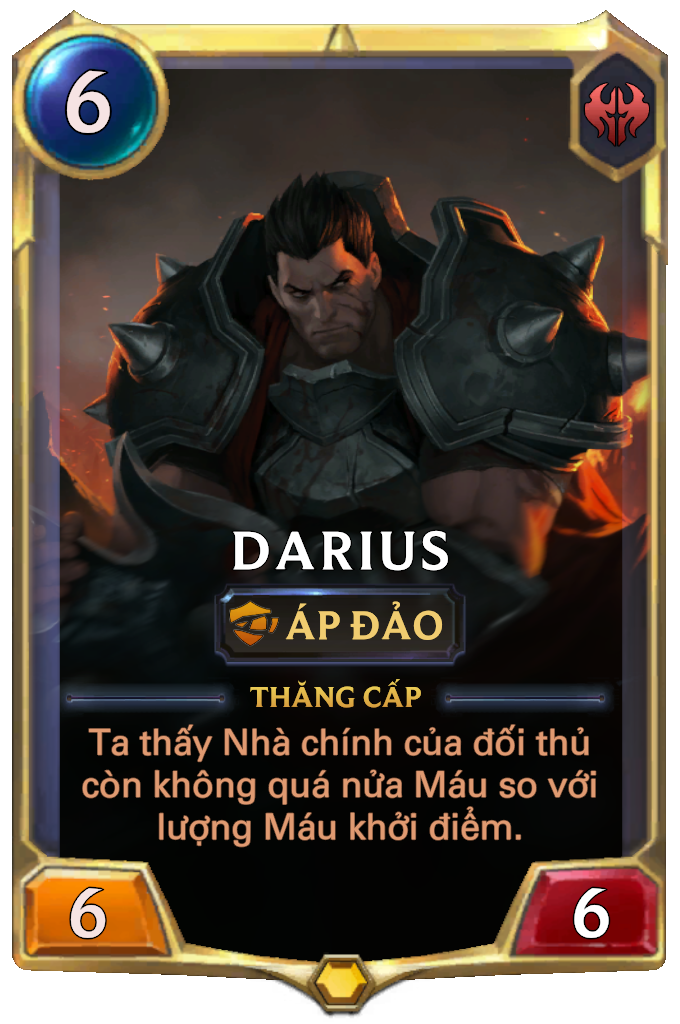 6
DARIUS
ÁP ĐẢO
THĂNG CẤP
Ta thấy Nhà chính của đối thủ
còn không quá nửa Máu so với
lượng Máu khởi điểm.
6
6